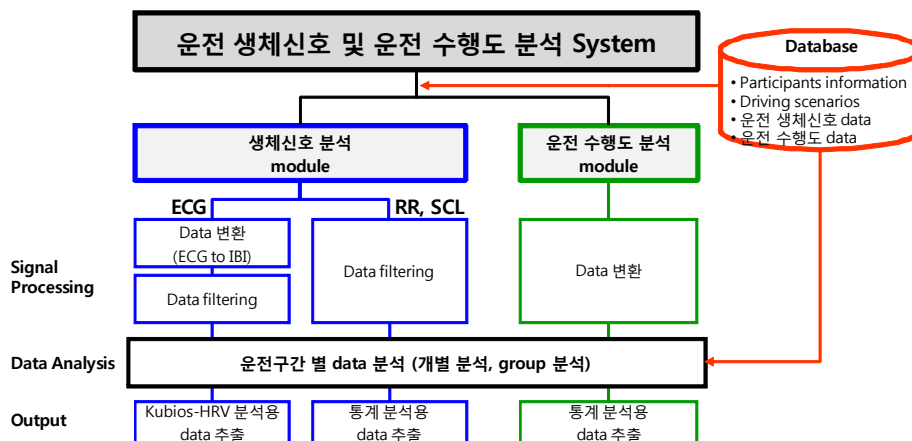 운전 생체신호 및 운전 수행도 분석 System
Database
• Participants information
• Driving scenarios
• 운전 생체신호 data
• 운전 수행도 data
생체신호 분석
module
운전 수행도 분석
module
ECG
RR, SCL
Signal
Processing
Data 변환
(ECG to IBI)
Data filtering
Data filtering
Data 변환
Data Analysis
운전구간 별 data 분석 (개별 분석, group 분석)
Output
Kubios-HRV 분석용
data 추출
통계 분석용
data 추출
통계 분석용
data 추출